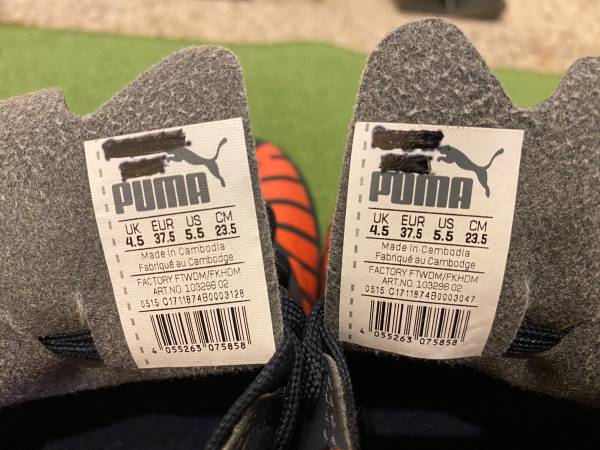 PUMA
UK EUR US CM
4.5 37.5 5.5 23.5
Made in Cambodia
Fabriqué au Cambodge
FACTORY FTWDM/FKHDM
ART.NO. 103296 02
0515 Q1711874B0003128
4 055263 075858
PUMA
UK EUR US CM
4.5 37.5 5.5 23.5
Made in Cambodia
Fabriqué au Cambodge
FACTORY FTWDM/FKHDM
ART.NO. 103296 02
0515 Q1711874B0003047
4 055263 075858